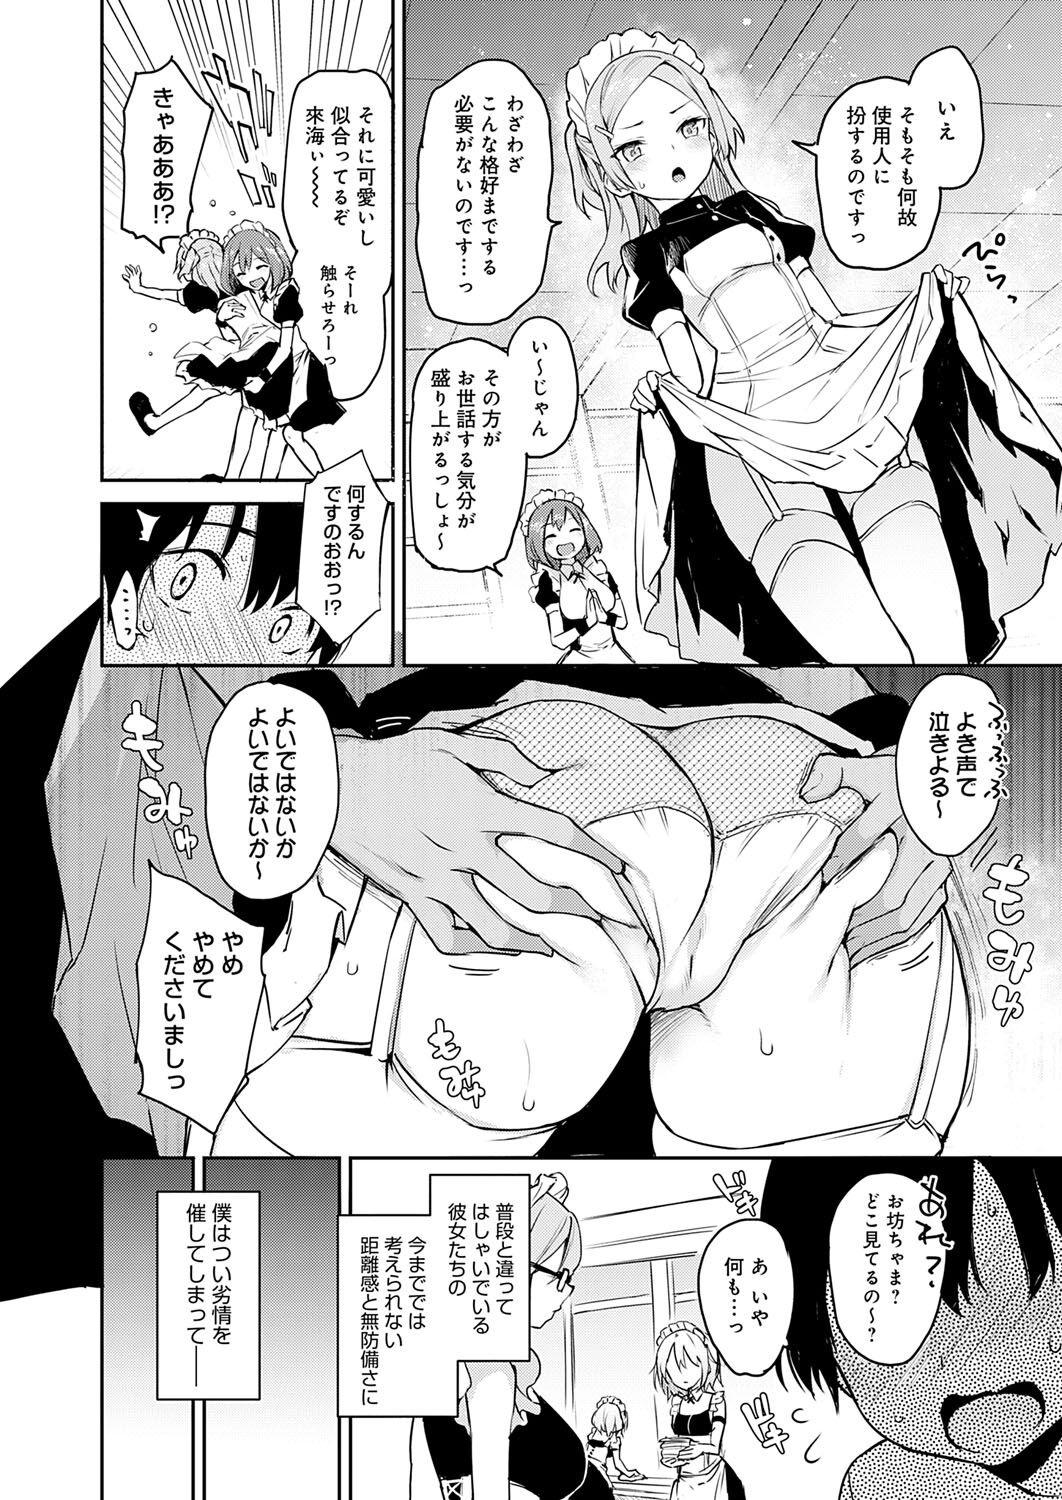 いえ
そもそも何故
使用人に
扮するのですっ
ぴらっ
わざわざ
こんな格好までする
必要がないのです…っ
い～じゃん
その方が
お世話する気分が
盛り上がるっしょ～
それに可愛いし
似合ってるぞ
來海ぃ～～～
そーれ
触らせろーっ
きゃあああ!?
何するん
ですのおおっ!?
……っ
よき声で
泣きよる～
ふっふっふ
もみゅ
よいではないか
よいではないか～
もみゅ
やめ
やめて
くださいましっ
もみゅ
あれ?
お坊ちゃま?
どこ見てるの～?
あ いや
何も…っ
ドキ
ドキ
普段と違って
はしゃいでいる
彼女たちの
今までては
考えられない
距離感と無防備さに
僕はつい劣情を
催してしまって――